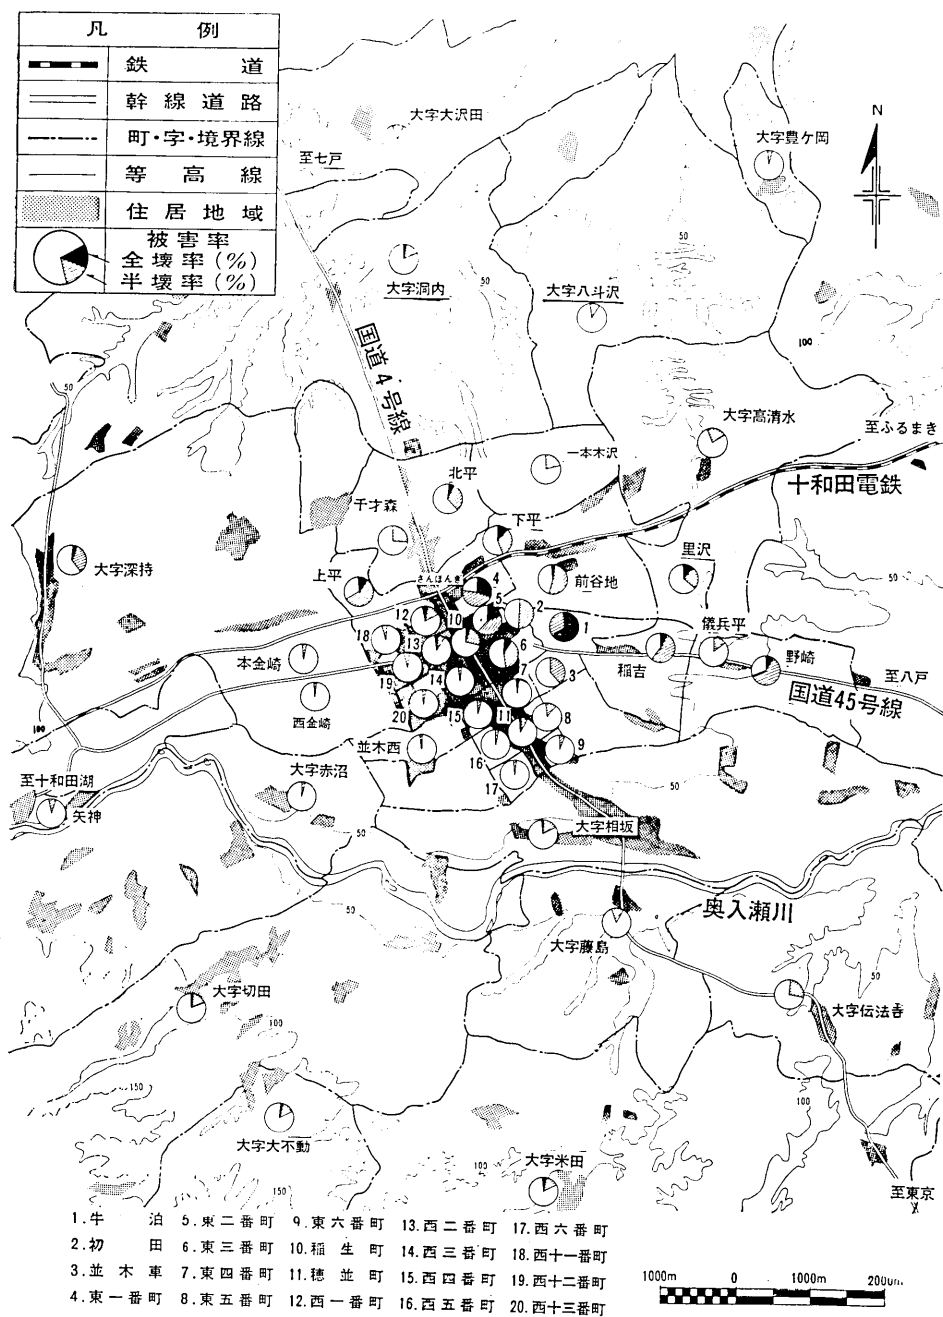 凡例
鉄道
幹線道路
町・字・境界線
等高線
住居地域
被害率
全壊率(%)
半壊率(%)
N
大字大沢田
至七戸
大字豊ケ岡
50
大字洞内
50
大字八斗沢
100
国道4号線
50
大字高清水
至ふるまき
一本木沢
北平
十和田電鉄
千才森
下平
里沢
大字深持
上平
さんぼんき
4
前谷地
50
5
2
12
10
1
儀兵平
18
13
6
稲吉
野崎
本金崎
19
14
7
3
至八戸
国道45号線
西金崎
20
15
11
8
100
並木西
16
9
至十和田湖
大字赤沼
17
50
矢神
50
大字相坂
奥入瀬川
50
大字藤島
50
大字切田
大字伝法寺
100
150
100
大字大不動
大字米田
100
150
至東京
1.牛泊 5.東二番町 9.東六番町 13.西二番町 17.西六番町
2.初田 6.東三番町 10.稲生町 14.西三番町 18.西十一番町
3.並木車 7.東四番町 11.穂並町 15.西四番町 19.西十二番町
4.東一番町 8.東五番町 12.西一番町 16.西五番町 20.西十三番町
1000m 0 1000m 2000m